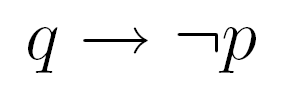 q → ¬p